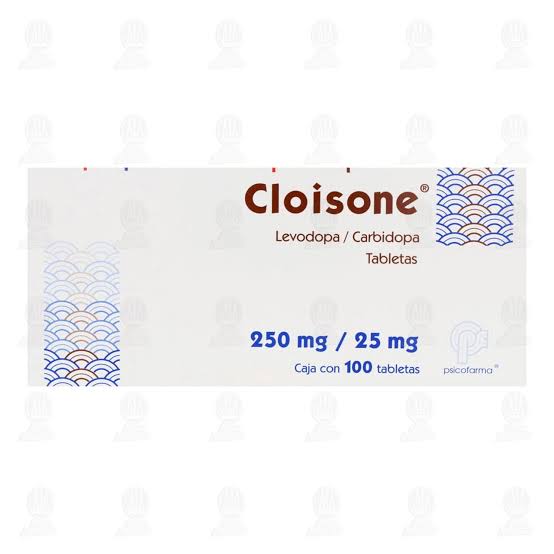 Cloisone®
Levodopa / Carbidopa
Tabletas
250 mg / 25 mg
Caja con 100 tabletas
psicofarma®